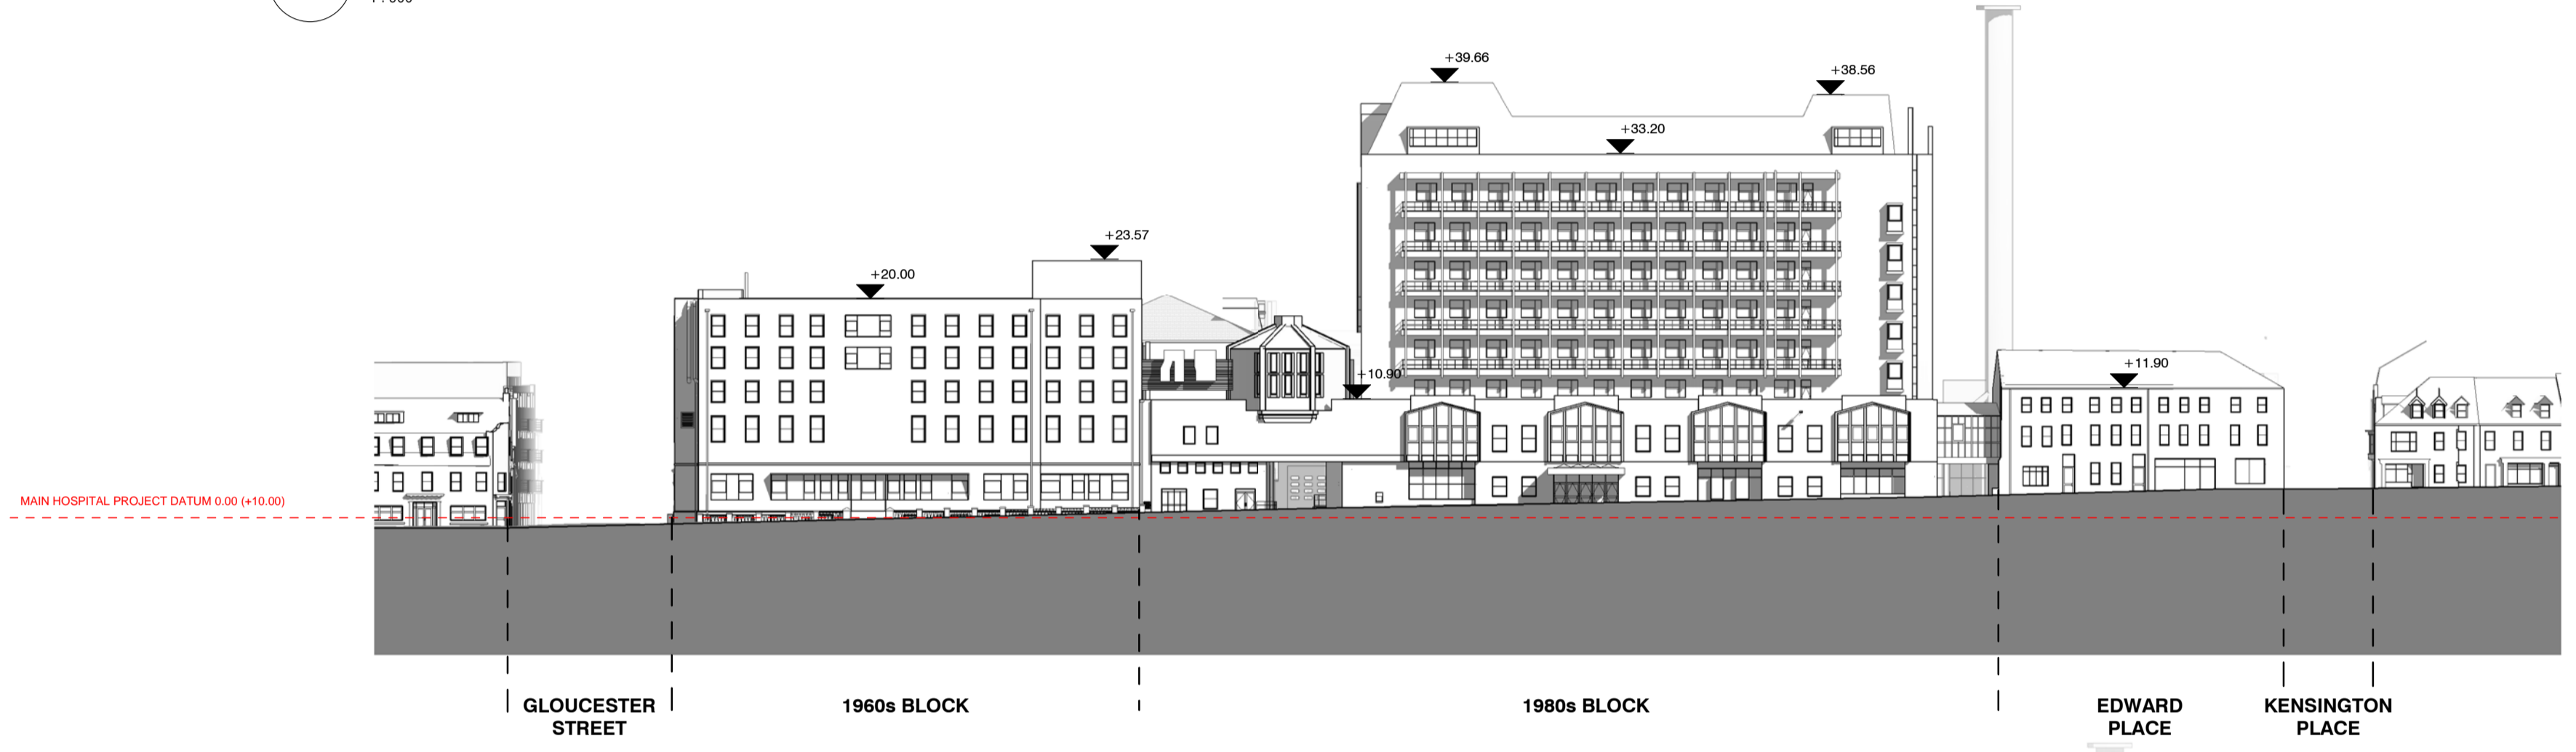 +39.66
+38.56
+33.20
+23.57
+20.00
+10.90
+11.90
MAIN HOSPITAL PROJECT DATUM 0.00 (+10.00)
GLOUCESTER
STREET
1960s BLOCK
1980s BLOCK
EDWARD
PLACE
KENSINGTON
PLACE